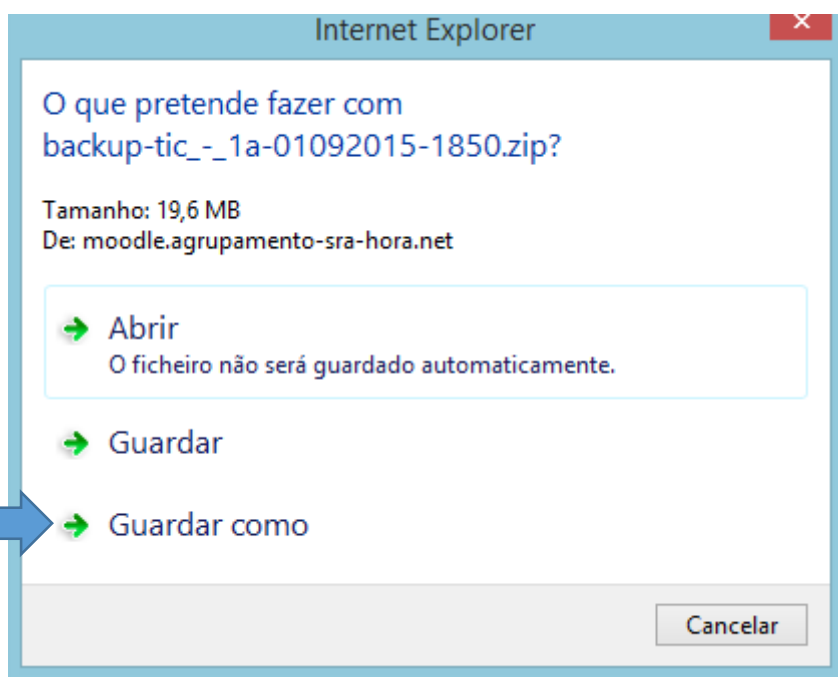 Internet Explorer
O que pretende fazer com
backup-tic_-_1a-01092015-1850.zip?
Tamanho: 19,6 MB
De: moodle.agrupamento-sra-hora.net
Abrir
O ficheiro não será guardado automaticamente.
Guardar
Guardar como
Cancelar